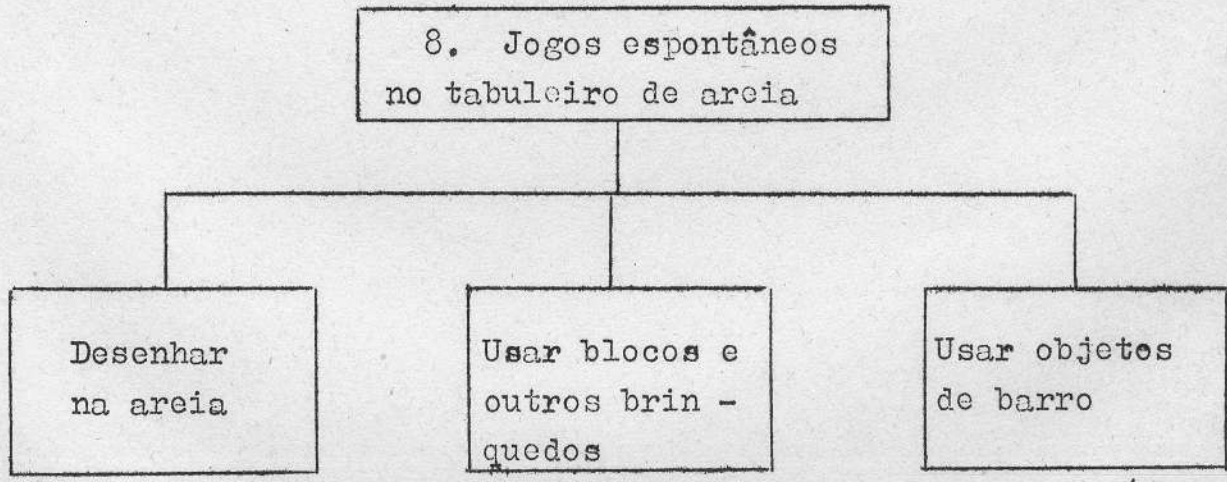 8. Jogos espontâneos
no tabuleiro de areia
Desenhar
na areia
Usar blocos e
outros brin -
quedos
Usar objetos
de barro